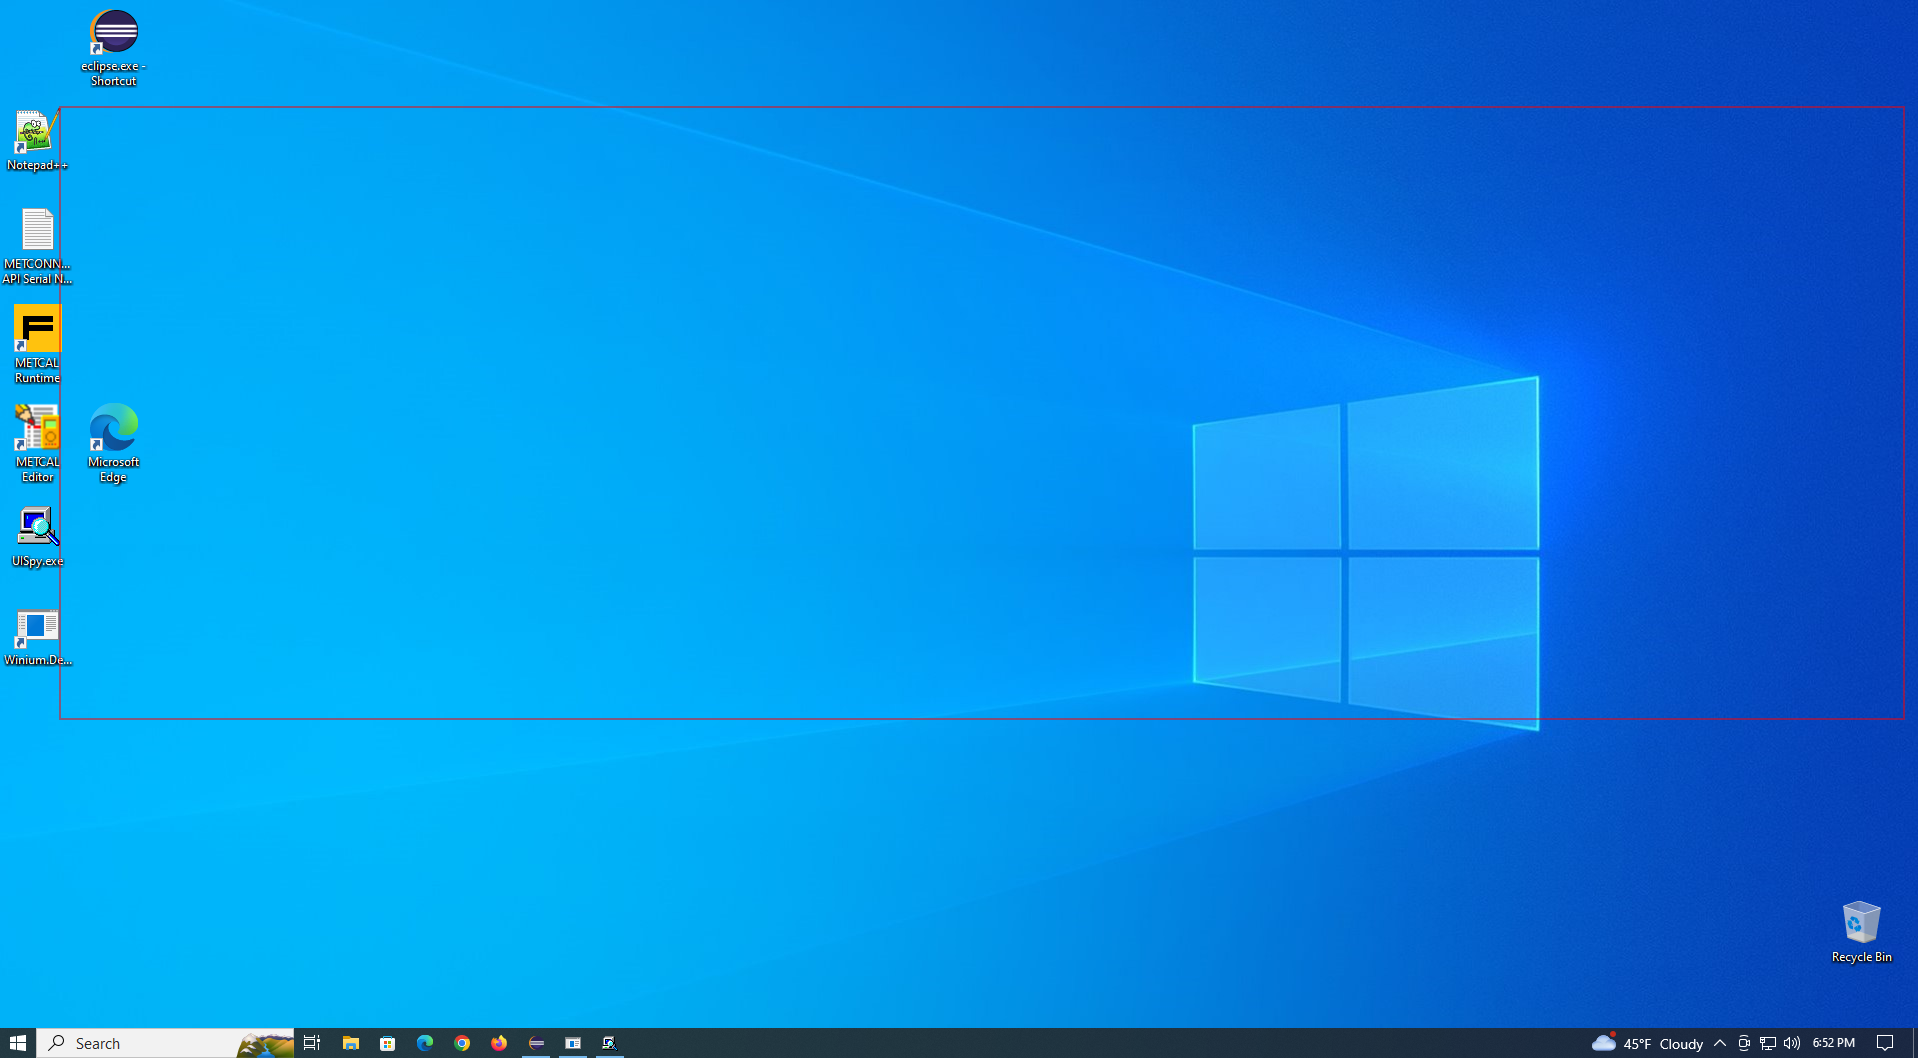 eclipse.exe -
Shortcut
Notepad++
METCONN...
API Serial N...
METCAL
Runtime
METCAL
Editor
Microsoft
Edge
UISpy.exe
Winium.De...
Recycle Bin
Search
45°F Cloudy
6:52 PM